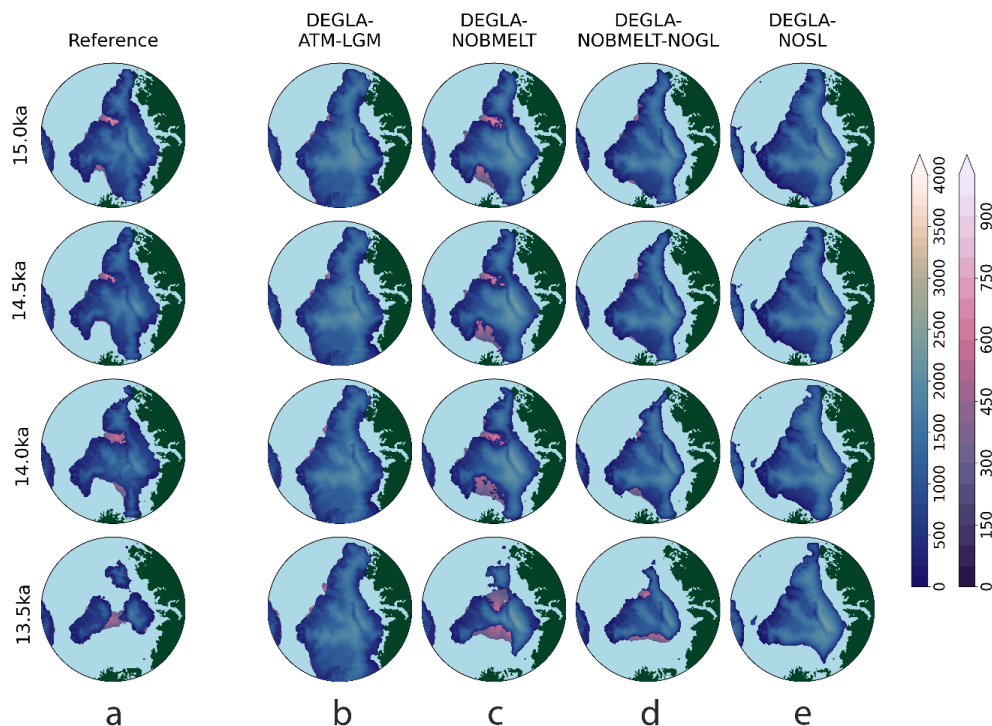 Reference
DEGLA-
ATM-LGM
DEGLA-
NOBMELT
DEGLA-
NOBMELT-NOGL
DEGLA-
NOSL
15.0ka
14.5ka
14.0ka
13.5ka
0
500
1000
1500
2000
2500
3000
3500
4000
0
150
300
450
600
750
900
a
b
c
d
e